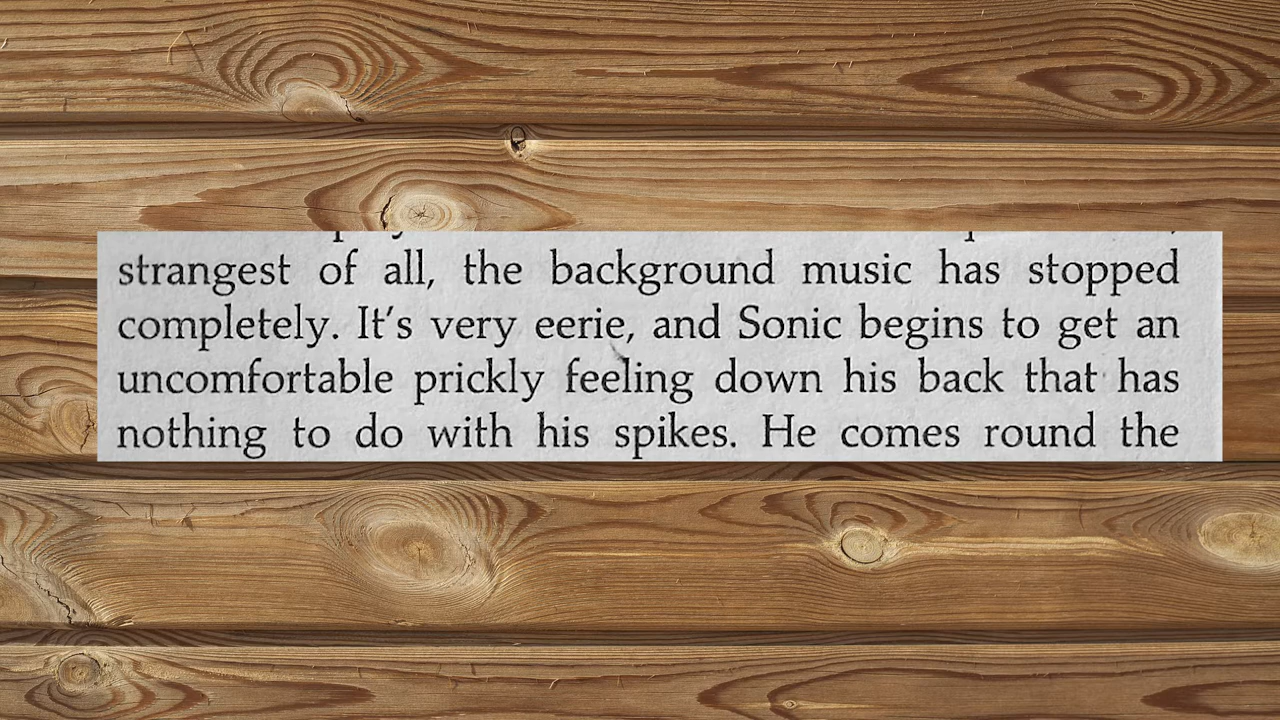 strangest of all, the background music has stopped
completely. It's very eerie, and Sonic begins to get an
uncomfortable prickly feeling down his back that has
nothing to do with his spikes. He comes round the